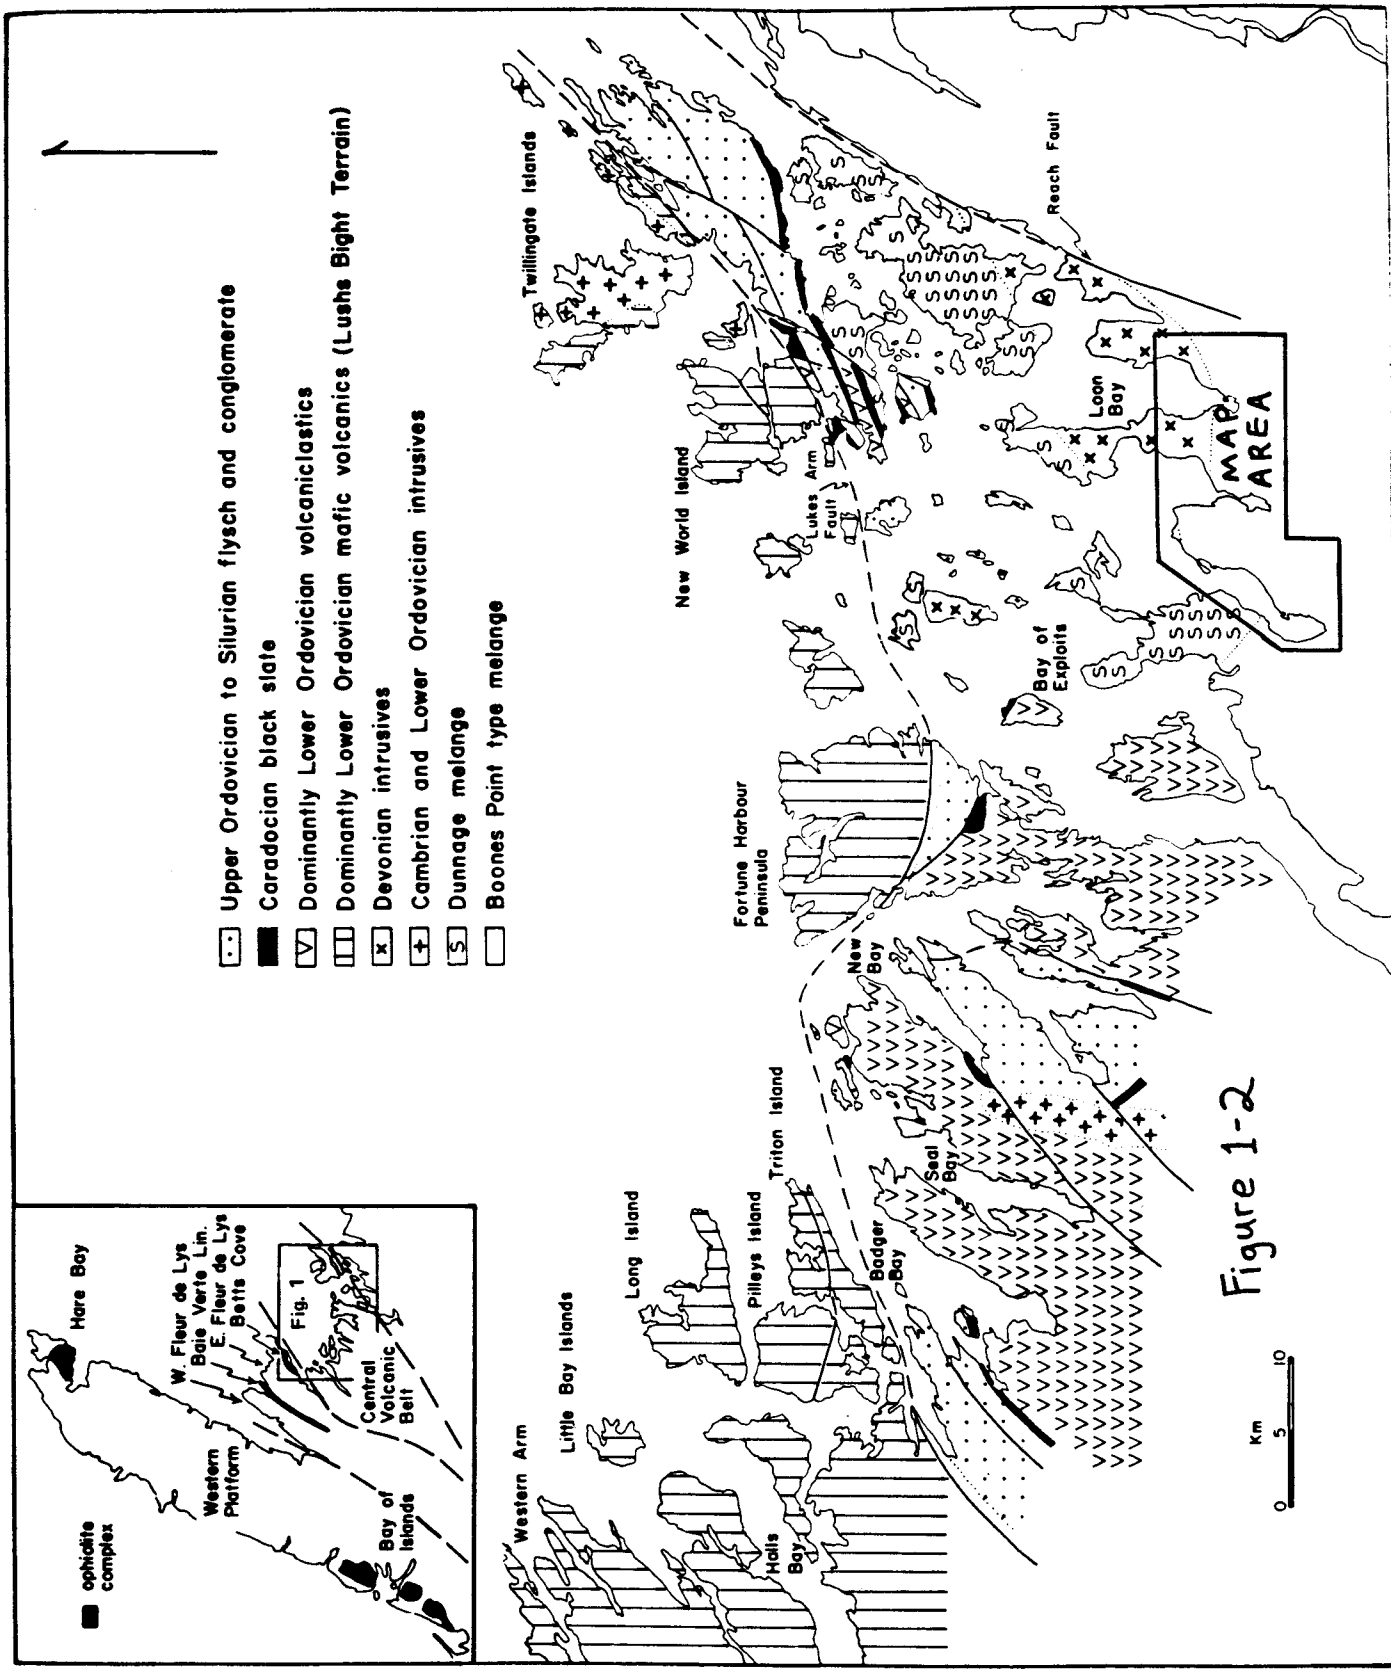 Upper Ordovician to Silurian flysch and conglomerate
Caradocian black slate
Dominantly Lower Ordovician volcaniclastics
Dominantly Lower Ordovician mafic volcanics (Lushs Bight Terrain)
Devonian intrusives
Cambrian and Lower Ordovician intrusives
Dunnage melange
Boones Point type melange
ophiolite
complex
Hare Bay
W. Fleur de Lys
Baie Verte Lin.
E. Fleur de Lys
Betts Cove
Fig. 1
Western
Platform
Central
Volcanic
Belt
Bay of
Islands
Western Arm
Little Bay Islands
Long Island
Pilleys Island
Triton Island
Halls
Bay
Badger
Bay
Seal
Bay
New
Bay
Fortune Harbour
Peninsula
New World Island
Twillingate Islands
Lukes Arm
Fault
Bay of
Exploits
Loon
Bay
Reach Fault
MAP
AREA
Km
0 5 10
Figure 1-2